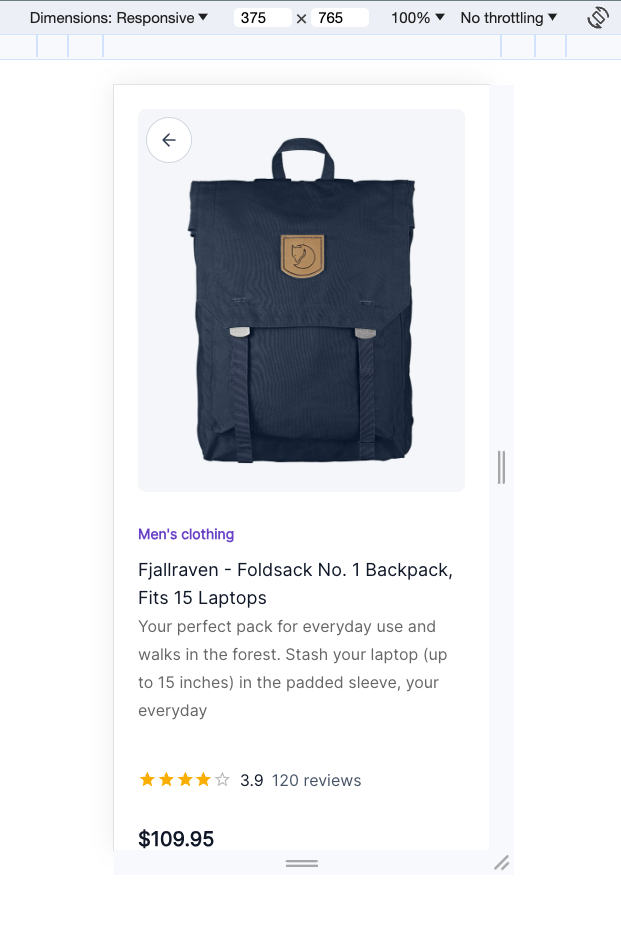 Dimensions: Responsive ▼ 375 × 765 100% ▼ No throttling ▼
Men's clothing
Fjallraven - Foldsack No. 1 Backpack,
Fits 15 Laptops
Your perfect pack for everyday use and
walks in the forest. Stash your laptop (up
to 15 inches) in the padded sleeve, your
everyday
3.9 120 reviews
$109.95